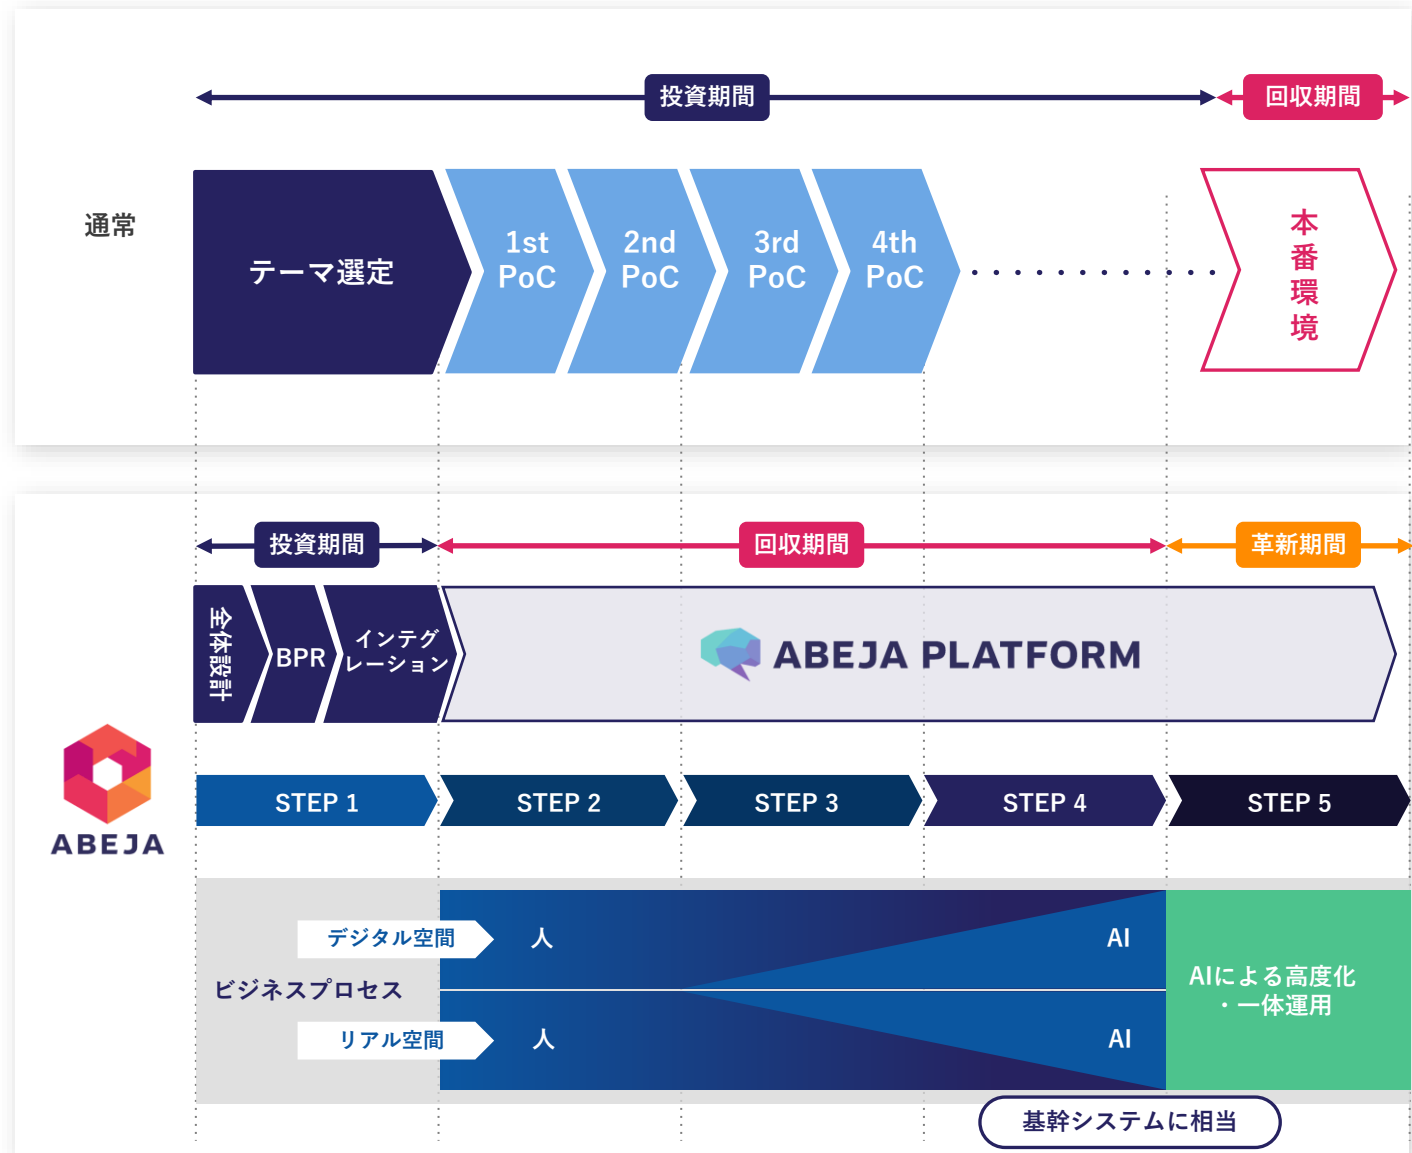 投資期間
回収期間
通常
テーマ選定
1st
PoC
2nd
PoC
3rd
PoC
4th
PoC
本番環境
投資期間
回収期間
革新期間
全体設計
BPR
インテグ
レーション
ABEJA PLATFORM
ABEJA
STEP 1
STEP 2
STEP 3
STEP 4
STEP 5
ビジネスプロセス
デジタル空間
人
AI
リアル空間
人
AI
AIによる高度化
・一体運用
基幹システムに相当